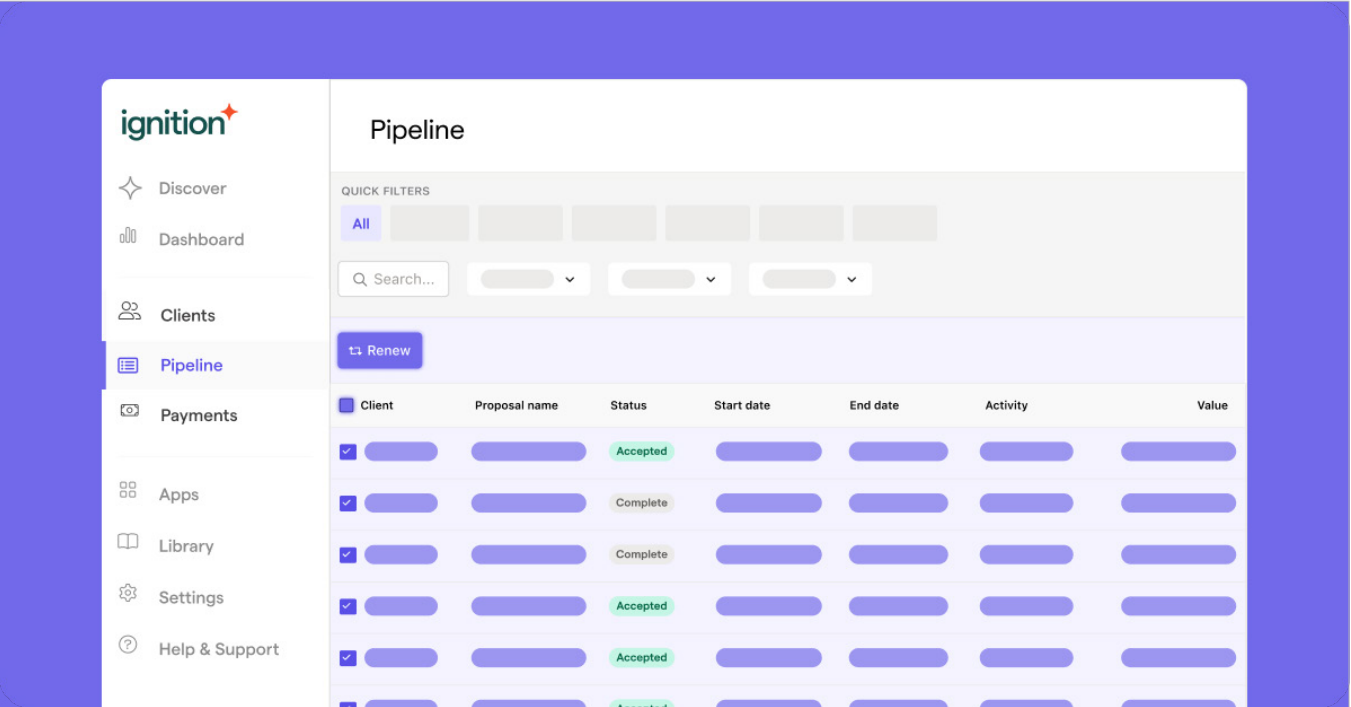 ignition
Pipeline
Discover
Dashboard
Clients
Pipeline
Payments
Apps
Library
Settings
Help & Support
QUICK FILTERS
All
Search...
Renew
Client Proposal name Status Start date End date Activity Value
Accepted
Complete
Complete
Accepted
Accepted
Accepted